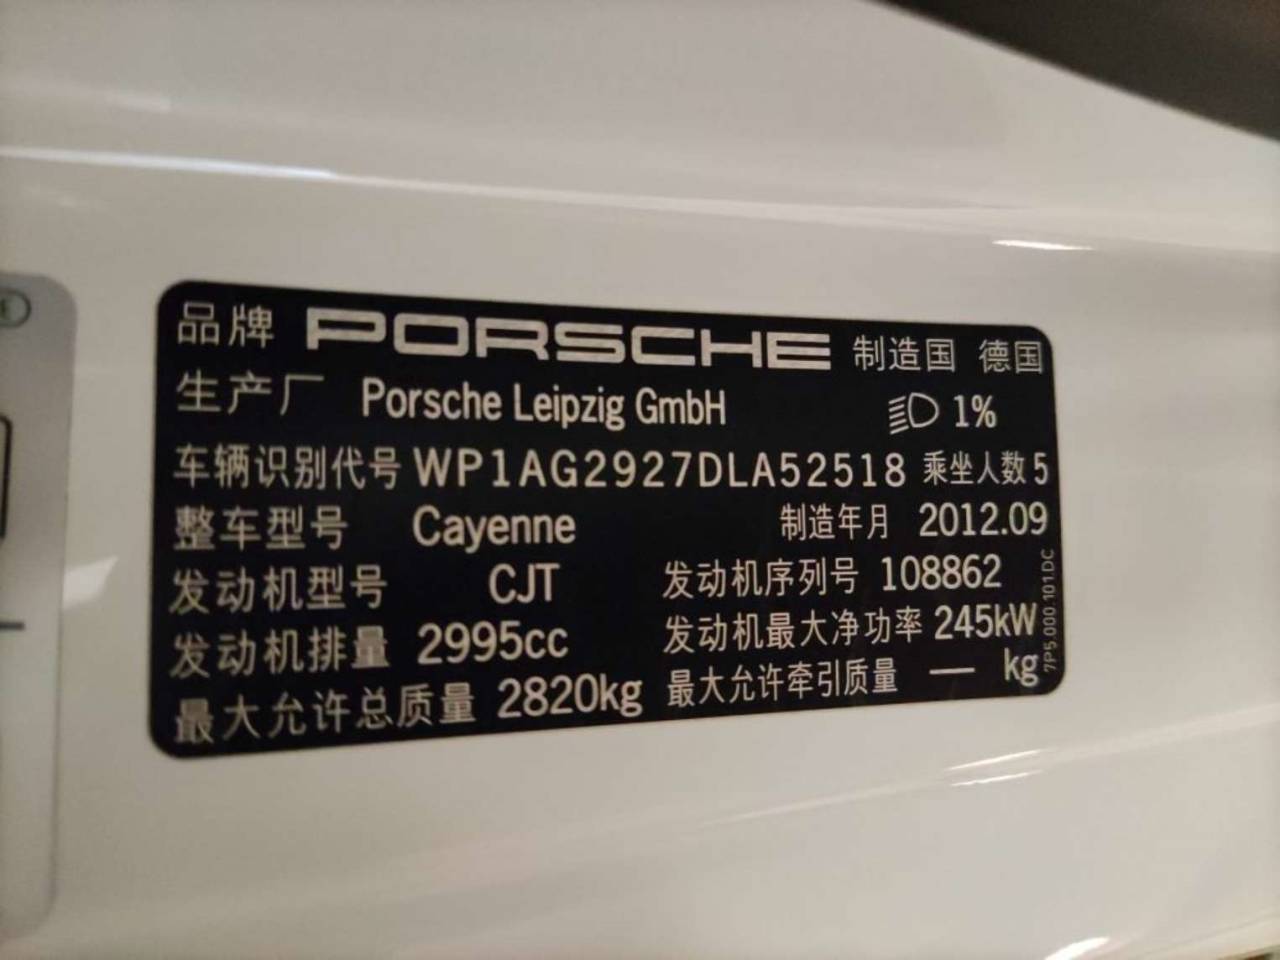 品牌 PORSCHE 制造国 德国
生产厂 Porsche Leipzig GmbH 1%
车辆识别代号 WP1AG2927DLA52518 乘坐人数 5
整车型号 Cayenne 制造年月 2012.09
发动机型号 CJT 发动机序列号 108862
发动机排量 2995cc 发动机最大净功率 245kW
最大允许总质量 2820kg 最大允许牵引质量 — kg
7P5.000.101.DC